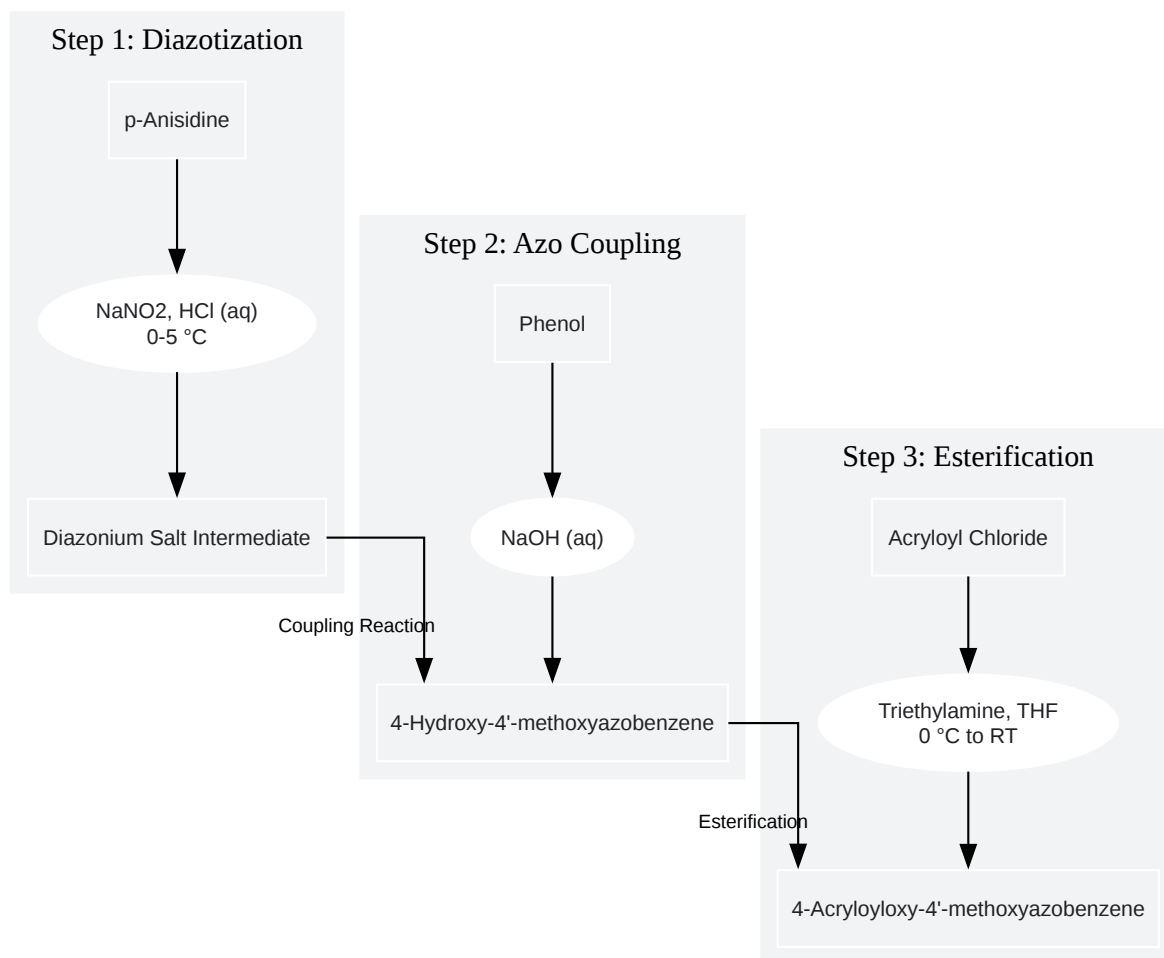 Step 1: Diazotization
p-Anisidine
NaNO2, HCl (aq)
0-5 °C
Diazonium Salt Intermediate
Coupling Reaction
Step 2: Azo Coupling
Phenol
NaOH (aq)
4-Hydroxy-4'-methoxyazobenzene
Esterification
Step 3: Esterification
Acryloyl Chloride
Triethylamine, THF
0 °C to RT
4-Acryloyloxy-4'-methoxyazobenzene